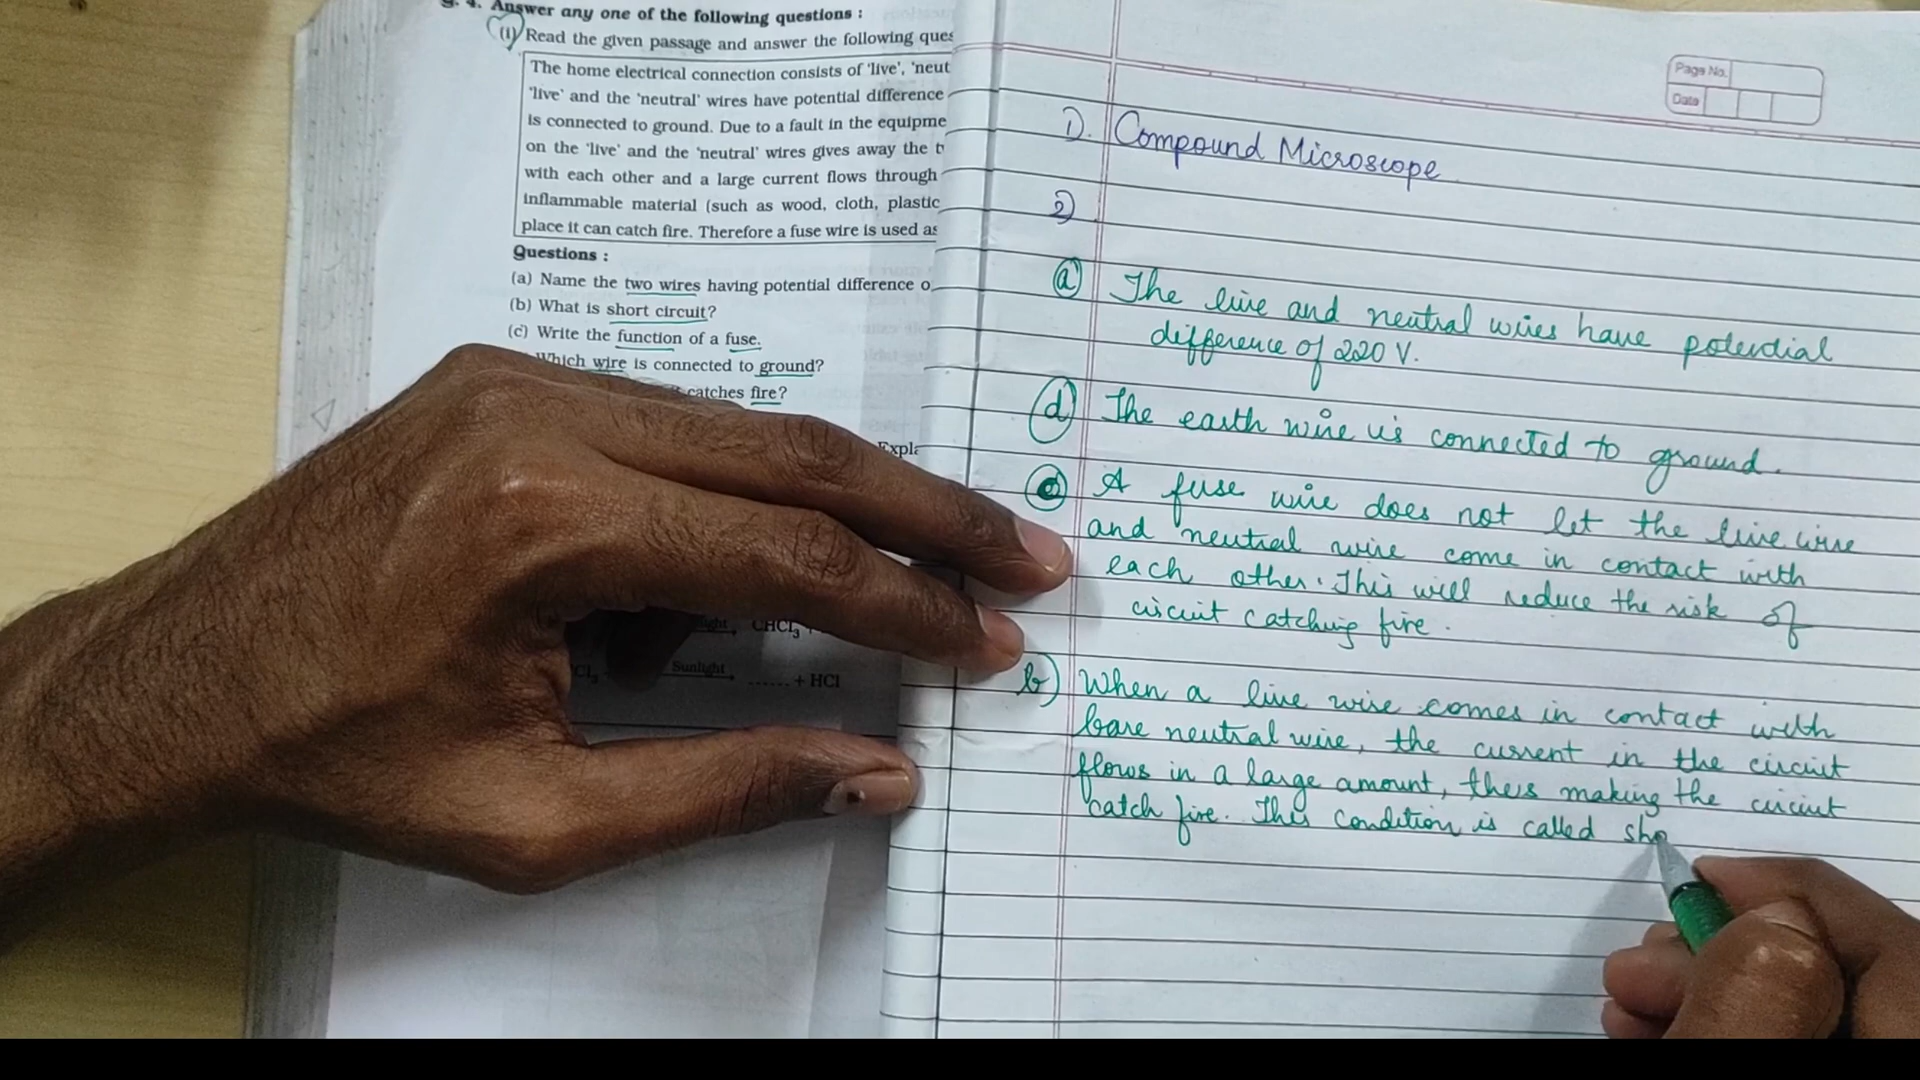 4. Answer any one of the following questions :
(i) Read the given passage and answer the following ques
The home electrical connection consists of 'live', 'neut
'live' and the 'neutral' wires have potential difference
is connected to ground. Due to a fault in the equipme
on the 'live' and the 'neutral' wires gives away the t
with each other and a large current flows through
inflammable material (such as wood, cloth, plastic
place it can catch fire. Therefore a fuse wire is used as
Questions :
(a) Name the two wires having potential difference o
(b) What is short circuit?
(c) Write the function of a fuse.
Which wire is connected to ground?
catches fire?
Expla
CHCl3 +
Sunlight
...... + HCl
Page No.
Date
1). Compound Microscope
2)
(a) The live and neutral wires have potential
difference of 220 V.
(d) The earth wire is connected to ground.
A fuse wire does not let the live wire
and neutral wire come in contact with
each other. This will reduce the risk of
circuit catching fire.
b) When a live wire comes in contact with
bare neutral wire, the current in the circuit
flows in a large amount, thus making the circuit
catch fire. This condition is called sho